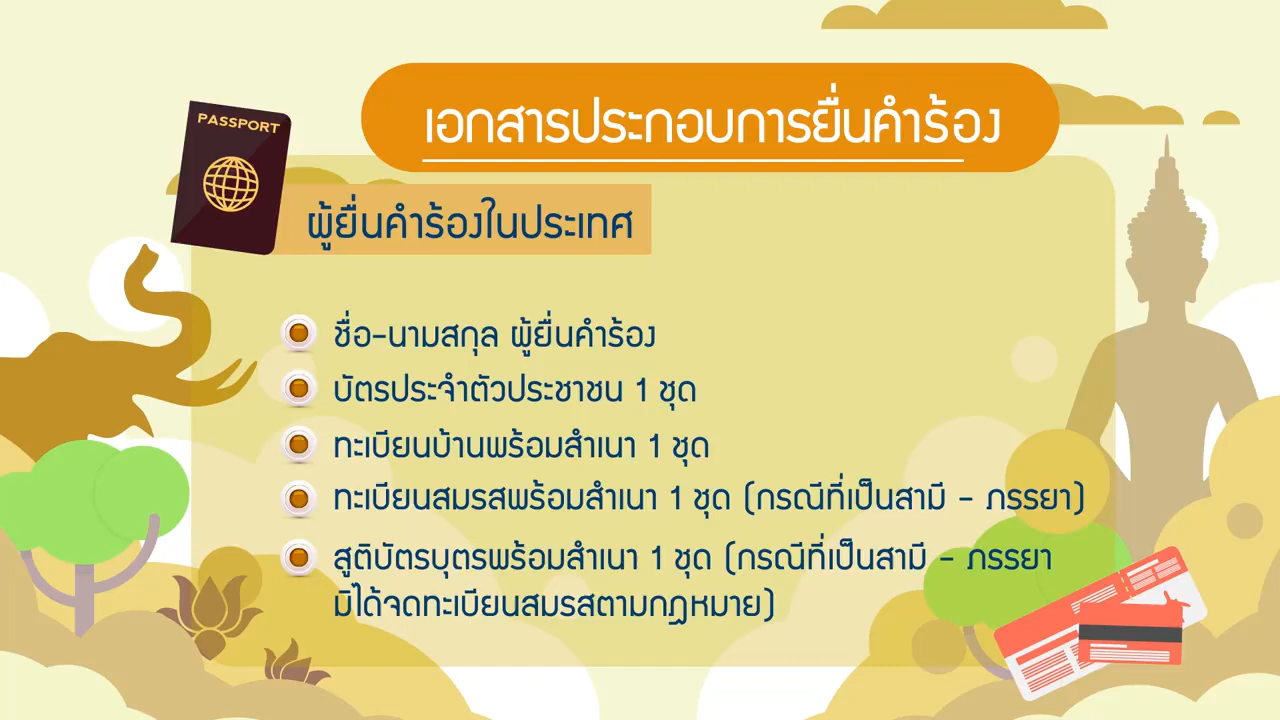 PASSPORT
เอกสารประกอบการยื่นคำร้อง
ผู้ยื่นคำร้องในประเทศ
ชื่อ-นามสกุล ผู้ยื่นคำร้อง
บัตรประจำตัวประชาชน 1 ชุด
ทะเบียนบ้านพร้อมสำเนา 1 ชุด
ทะเบียนสมรสพร้อมสำเนา 1 ชุด (กรณีที่เป็นสามี - ภรรยา)
สูติบัตรบุตรพร้อมสำเนา 1 ชุด (กรณีที่เป็นสามี - ภรรยา
มิได้จดทะเบียนสมรสตามกฎหมาย)